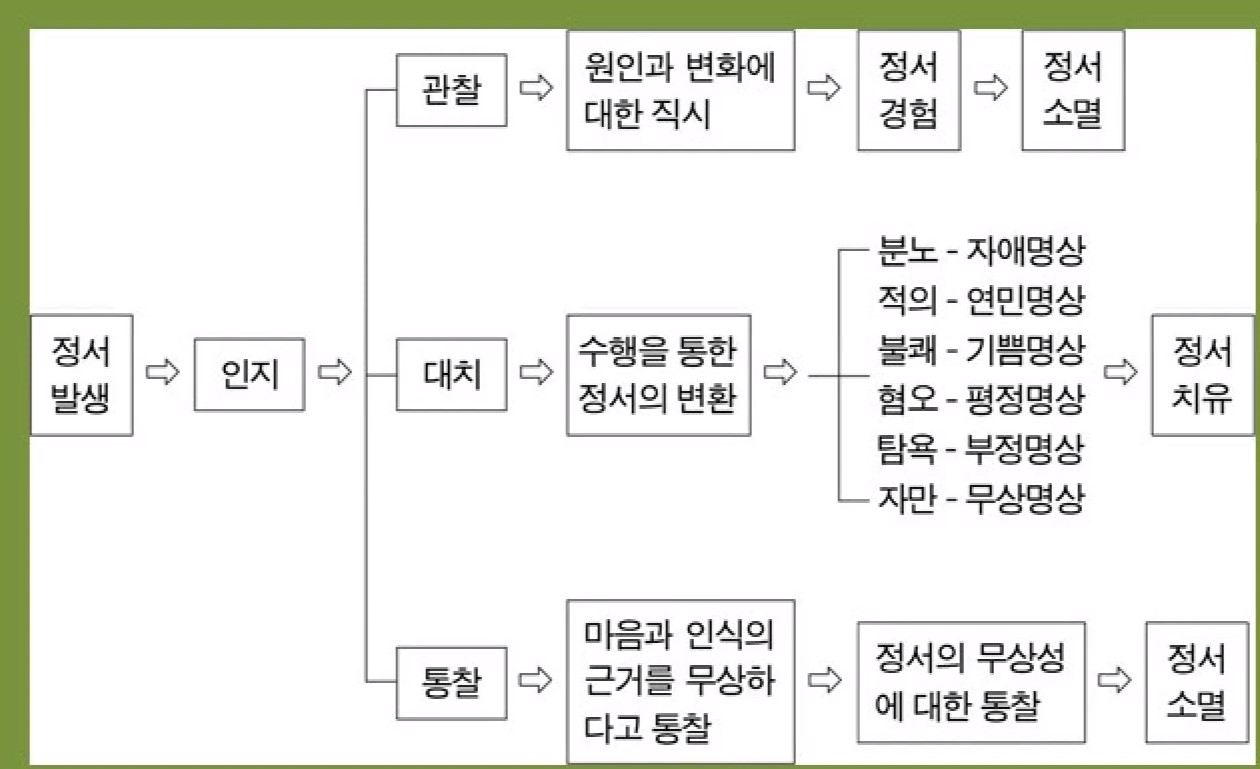 관찰
원인과 변화에
대한 직시
정서
경험
정서
소멸
정서
발생
인지
대치
수행을 통한
정서의 변환
분노 - 자애명상
적의 - 연민명상
불쾌 - 기쁨명상
혐오 - 평정명상
탐욕 - 부정명상
자만 - 무상명상
정서
치유
통찰
마음과 인식의
근거를 무상하
다고 통찰
정서의 무상성
에 대한 통찰
정서
소멸